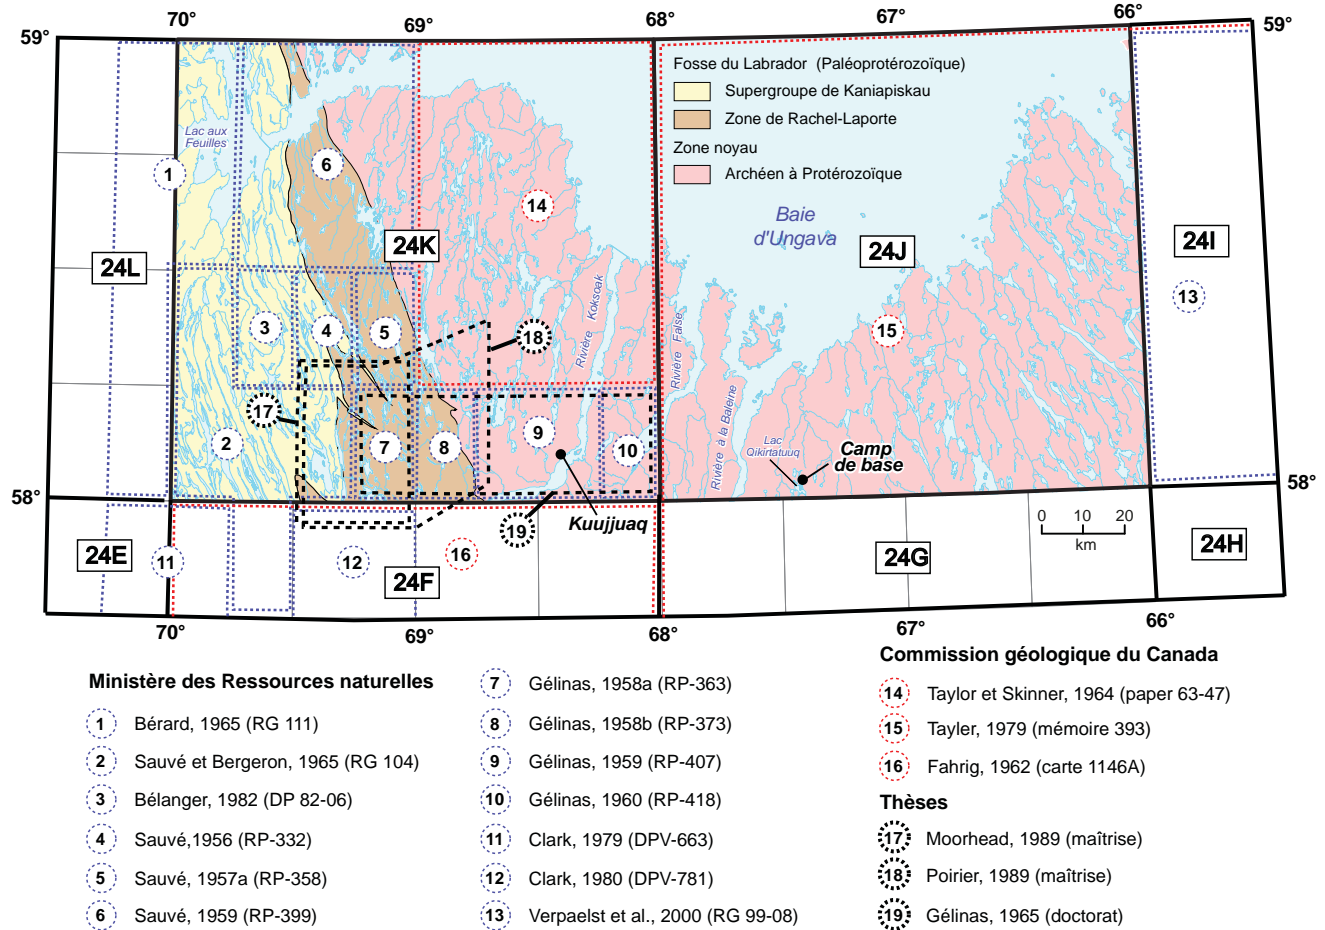 70°
69°
68°
67°
66°
59°
59°
Fosse du Labrador (Paléoprotérozoïque)
Supergroupe de Kaniapiskau
Zone de Rachel-Laporte
Zone noyau
Archéen à Protérozoïque
Lac aux
Feuilles
1
6
14
Baie
d'Ungava
24K
24J
24I
24L
13
3
4
5
18
15
Rivière Koksoak
Rivière False
Rivière à la Baleine
17
2
7
8
9
10
Lac
Qikirtatuuq
Camp
de base
58°
58°
Kuujjuaq
19
0 10 20
km
24E
11
12
16
24F
24G
24H
70°
69°
68°
67°
66°
Ministère des Ressources naturelles
1 Bérard, 1965 (RG 111)
2 Sauvé et Bergeron, 1965 (RG 104)
3 Bélanger, 1982 (DP 82-06)
4 Sauvé,1956 (RP-332)
5 Sauvé, 1957a (RP-358)
6 Sauvé, 1959 (RP-399)
7 Gélinas, 1958a (RP-363)
8 Gélinas, 1958b (RP-373)
9 Gélinas, 1959 (RP-407)
10 Gélinas, 1960 (RP-418)
11 Clark, 1979 (DPV-663)
12 Clark, 1980 (DPV-781)
13 Verpaelst et al., 2000 (RG 99-08)
Commission géologique du Canada
14 Taylor et Skinner, 1964 (paper 63-47)
15 Tayler, 1979 (mémoire 393)
16 Fahrig, 1962 (carte 1146A)
Thèses
17 Moorhead, 1989 (maîtrise)
18 Poirier, 1989 (maîtrise)
19 Gélinas, 1965 (doctorat)